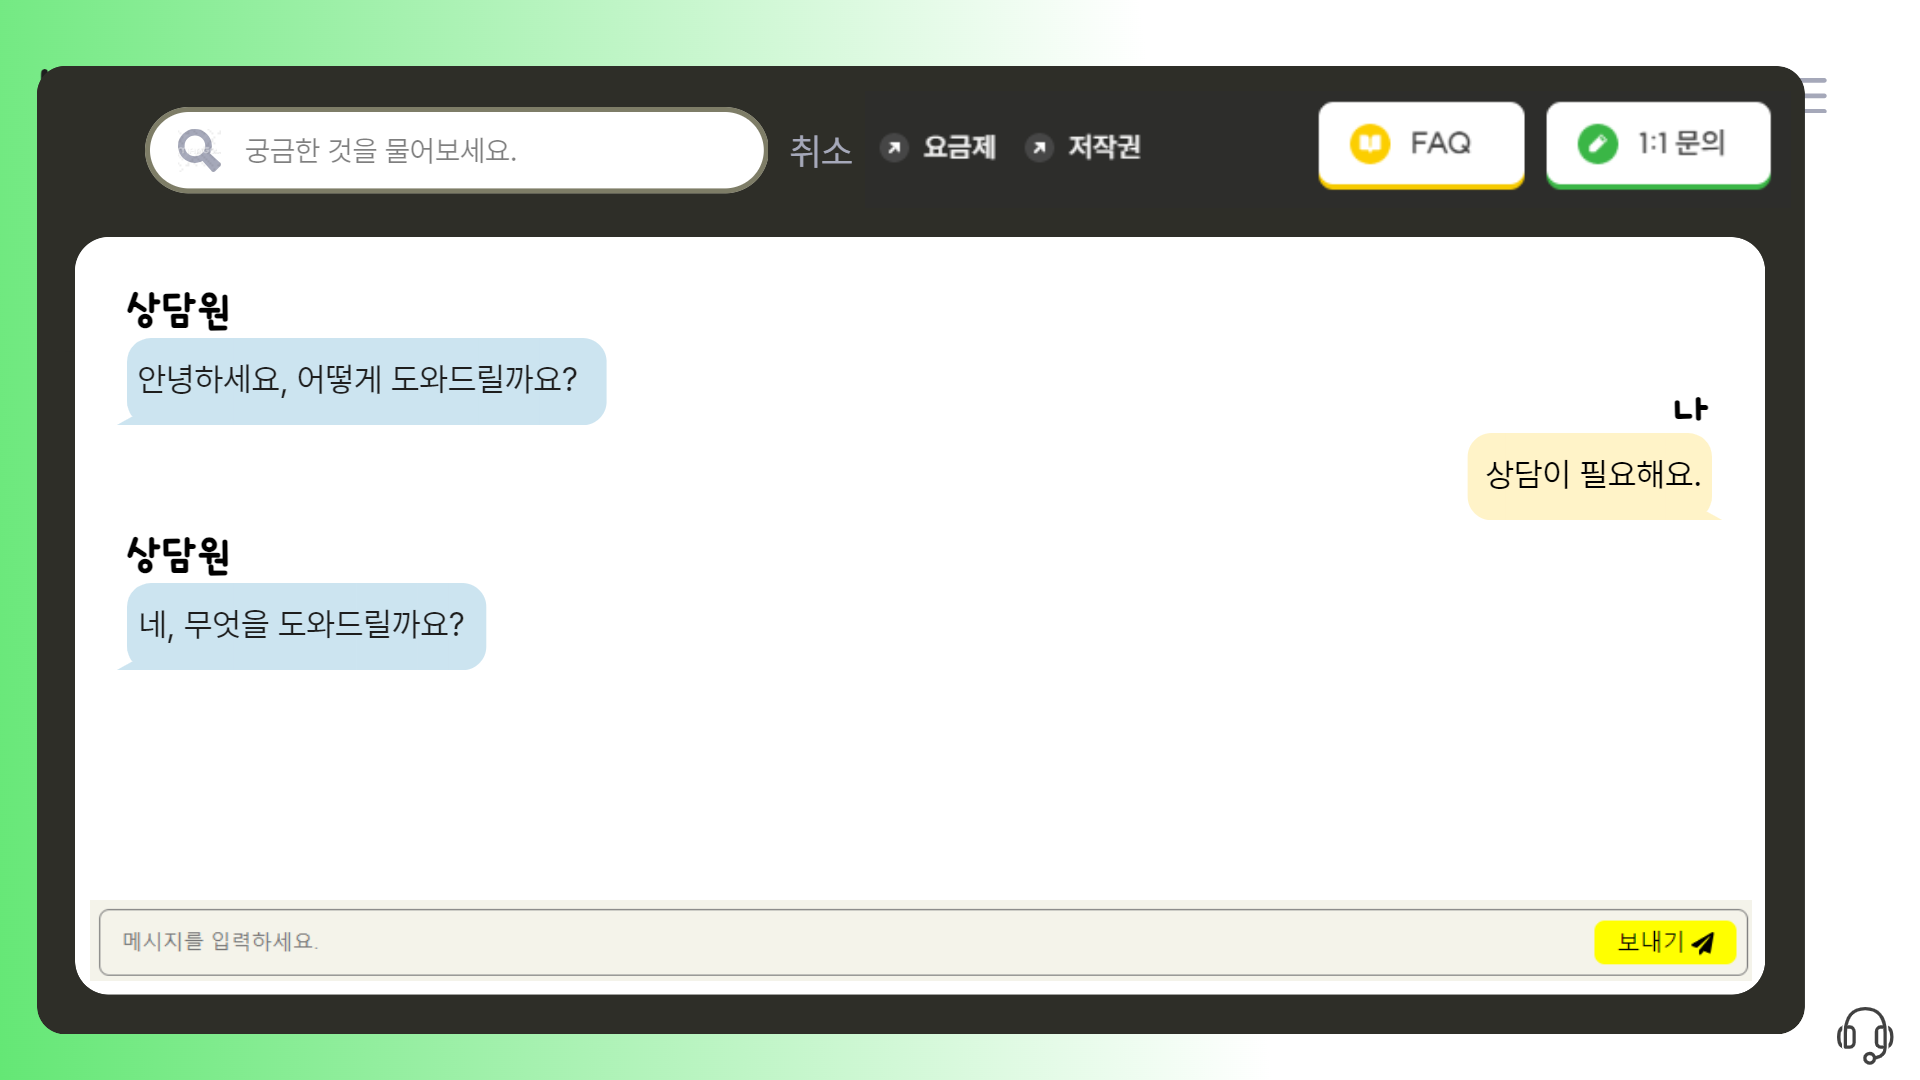 궁금한 것을 물어보세요.
취소
요금제
저작권
FAQ
1:1 문의
상담원
안녕하세요, 어떻게 도와드릴까요?
나
상담이 필요해요.
상담원
네, 무엇을 도와드릴까요?
메시지를 입력하세요.
보내기